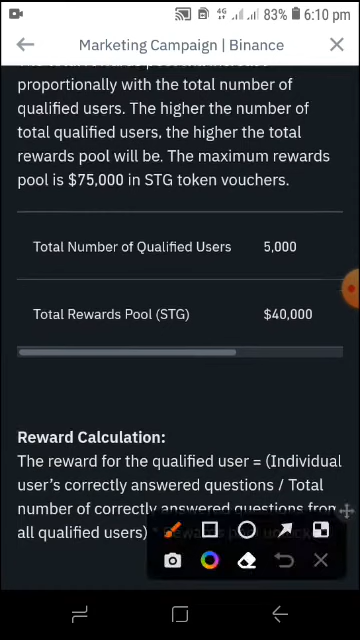 83% 6:10 pm
Marketing Campaign | Binance
proportionally with the total number of
qualified users. The higher the number of
total qualified users, the higher the total
rewards pool will be. The maximum rewards
pool is $75,000 in STG token vouchers.
Total Number of Qualified Users 5,000
Total Rewards Pool (STG) $40,000
Reward Calculation:
The reward for the qualified user = (Individual
user's correctly answered questions / Total
number of correctly answered questions from
all qualified users) *